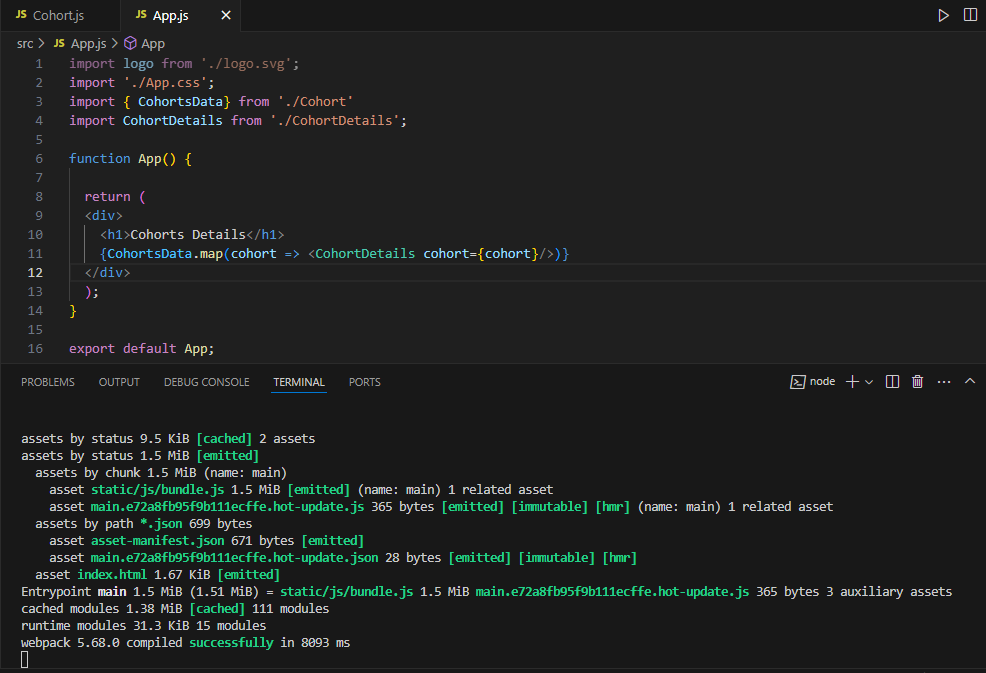 JS Cohort.js JS App.js ×
src > JS App.js > App
1 import logo from './logo.svg';
2 import './App.css';
3 import { CohortsData} from './Cohort'
4 import CohortDetails from './CohortDetails';
5
6 function App() {
7
8 return (
9 <div>
10 <h1>Cohorts Details</h1>
11 {CohortsData.map(cohort => <CohortDetails cohort={cohort}/>)}
12 </div>
13 );
14 }
15
16 export default App;
PROBLEMS OUTPUT DEBUG CONSOLE TERMINAL PORTS node
assets by status 9.5 KiB [cached] 2 assets
assets by status 1.5 MiB [emitted]
assets by chunk 1.5 MiB (name: main)
asset static/js/bundle.js 1.5 MiB [emitted] (name: main) 1 related asset
asset main.e72a8fb95f9b111ecffe.hot-update.js 365 bytes [emitted] [immutable] [hmr] (name: main) 1 related asset
assets by path *.json 699 bytes
asset asset-manifest.json 671 bytes [emitted]
asset main.e72a8fb95f9b111ecffe.hot-update.json 28 bytes [emitted] [immutable] [hmr]
asset index.html 1.67 KiB [emitted]
Entrypoint main 1.5 MiB (1.51 MiB) = static/js/bundle.js 1.5 MiB main.e72a8fb95f9b111ecffe.hot-update.js 365 bytes 3 auxiliary assets
cached modules 1.38 MiB [cached] 111 modules
runtime modules 31.3 KiB 15 modules
webpack 5.68.0 compiled successfully in 8093 ms